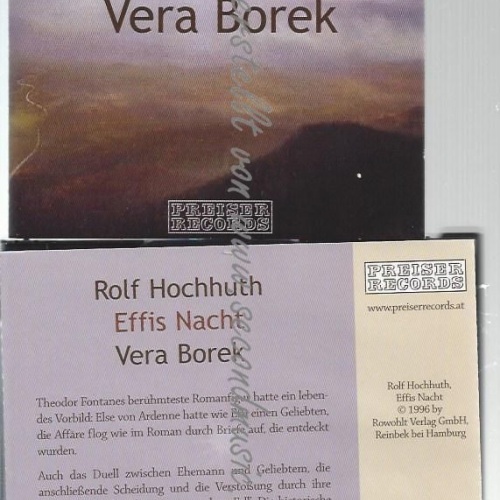 Vera Borek
PREISER
RECORDS
Rolf Hochhuth
Effis Nacht
Vera Borek
Theodor Fontanes berühmteste Romanfigur hatte ein leben-
des Vorbild: Else von Ardenne hatte wie Effi einen Geliebten,
die Affäre flog wie im Roman durch Briefe auf, die entdeckt
wurden.
Auch das Duell zwischen Ehemann und Geliebtem, die
anschließende Scheidung und die Verstoßung durch ihre
PREISER
RECORDS
www.preiserrecords.at
Rolf Hochhuth,
Effis Nacht
© 1996 by
Rowohlt Verlag GmbH,
Reinbek bei Hamburg